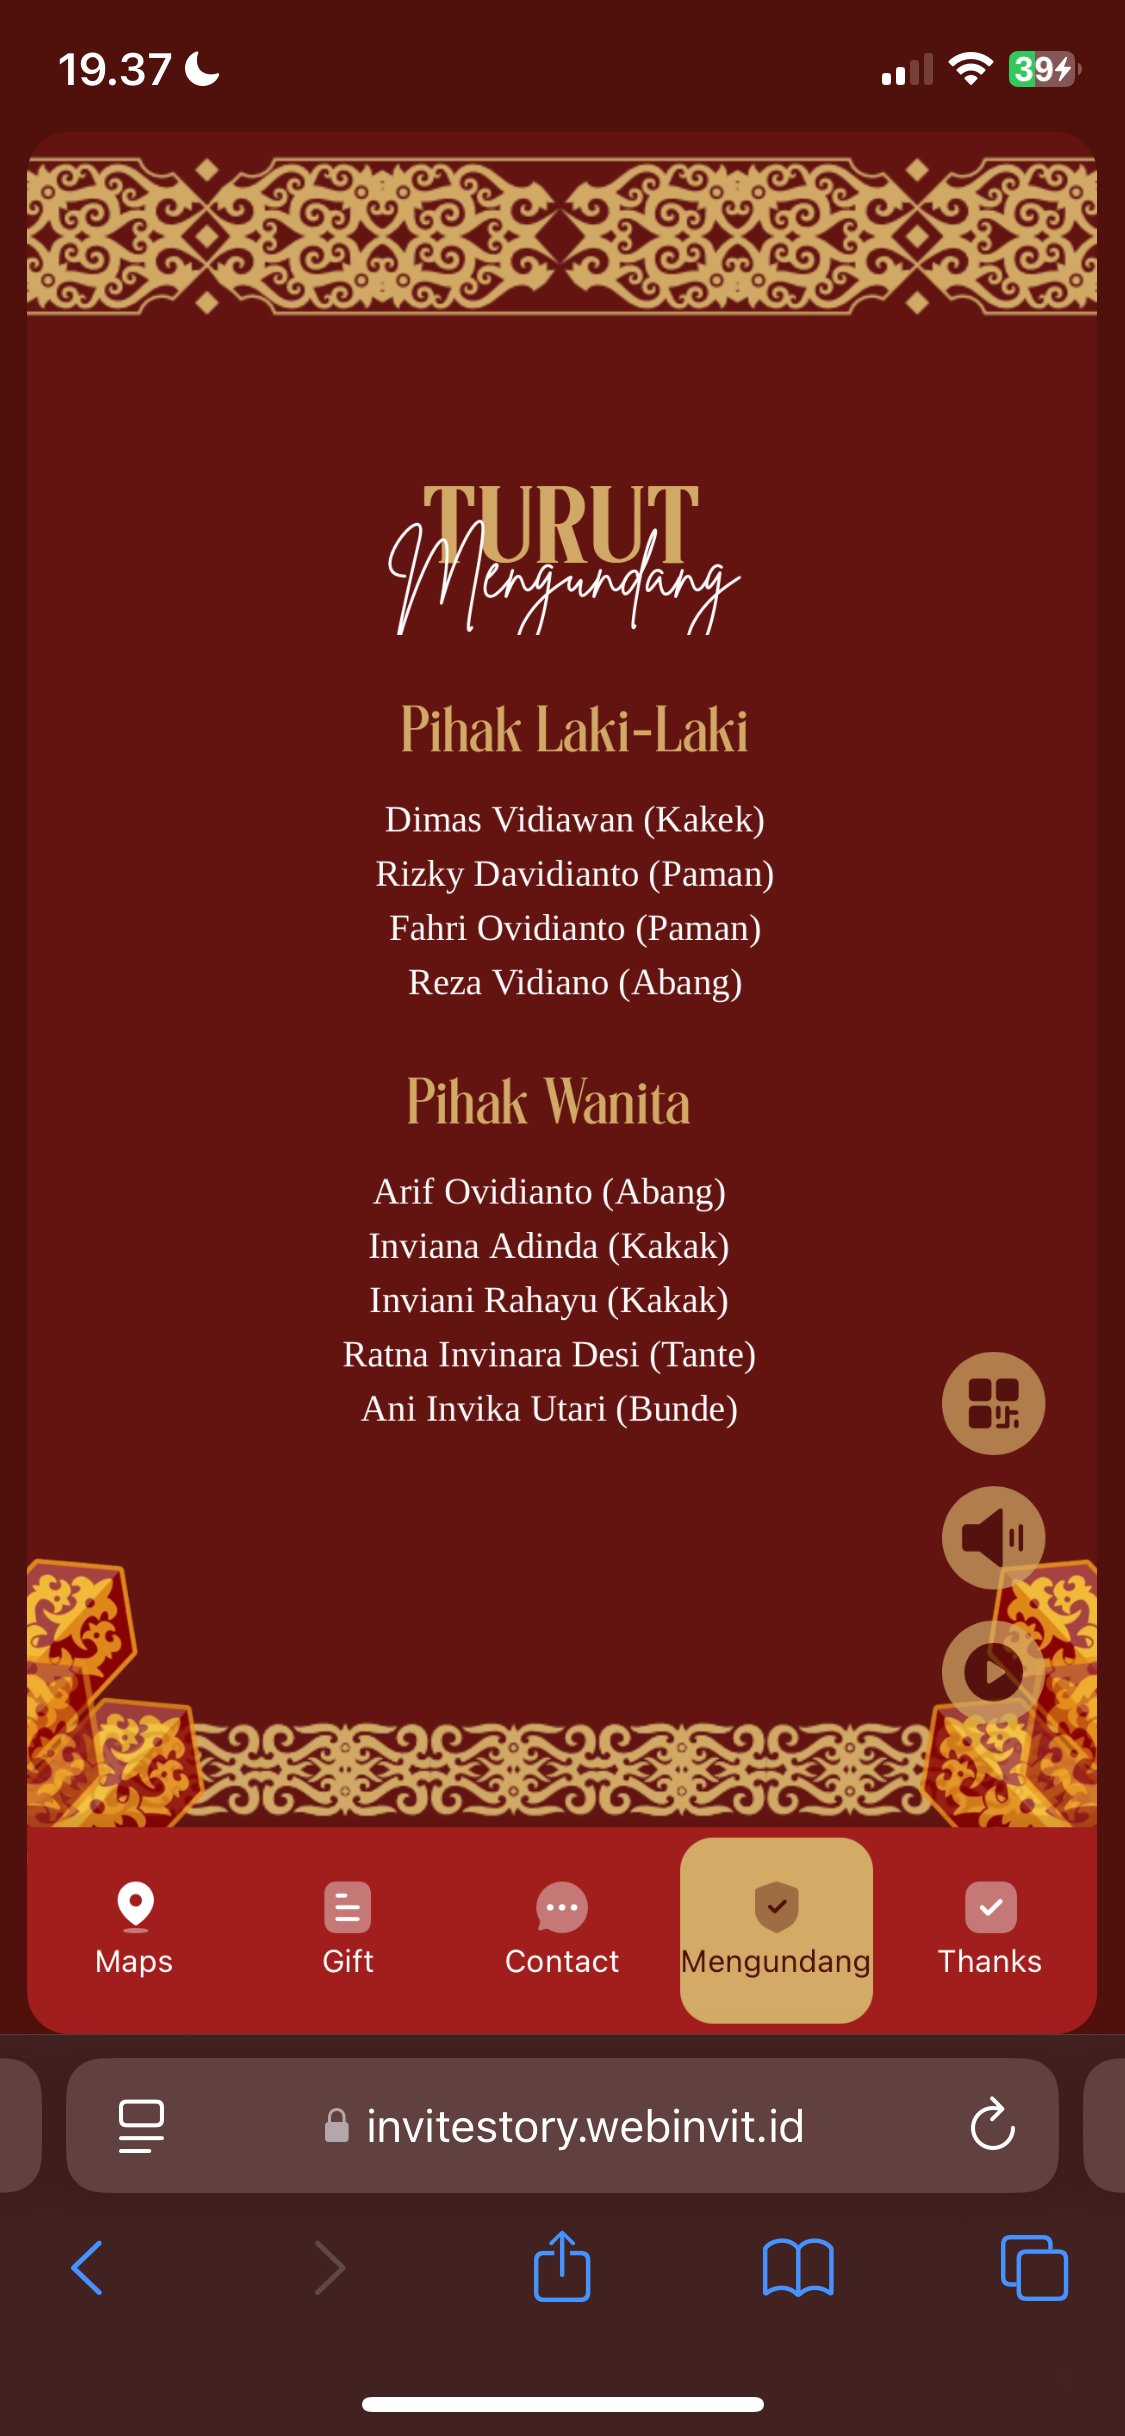 19.37
39
TURUT
Mengundang
Pihak Laki-Laki
Dimas Vidiawan (Kakek)
Rizky Davidianto (Paman)
Fahri Ovidianto (Paman)
Reza Vidiano (Abang)
Pihak Wanita
Arif Ovidianto (Abang)
Inviana Adinda (Kakak)
Inviani Rahayu (Kakak)
Ratna Invinara Desi (Tante)
Ani Invika Utari (Bunde)
Maps
Gift
Contact
Mengundang
Thanks
invitestory.webinvit.id